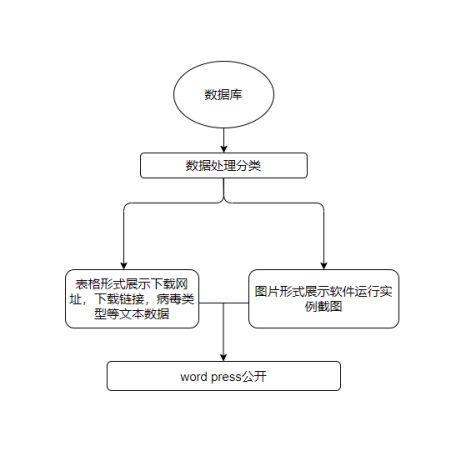 数据库
数据处理分类
表格形式展示下载网
址，下载链接，病毒类
型等文本数据
图片形式展示软件运行实
例截图
word press公开